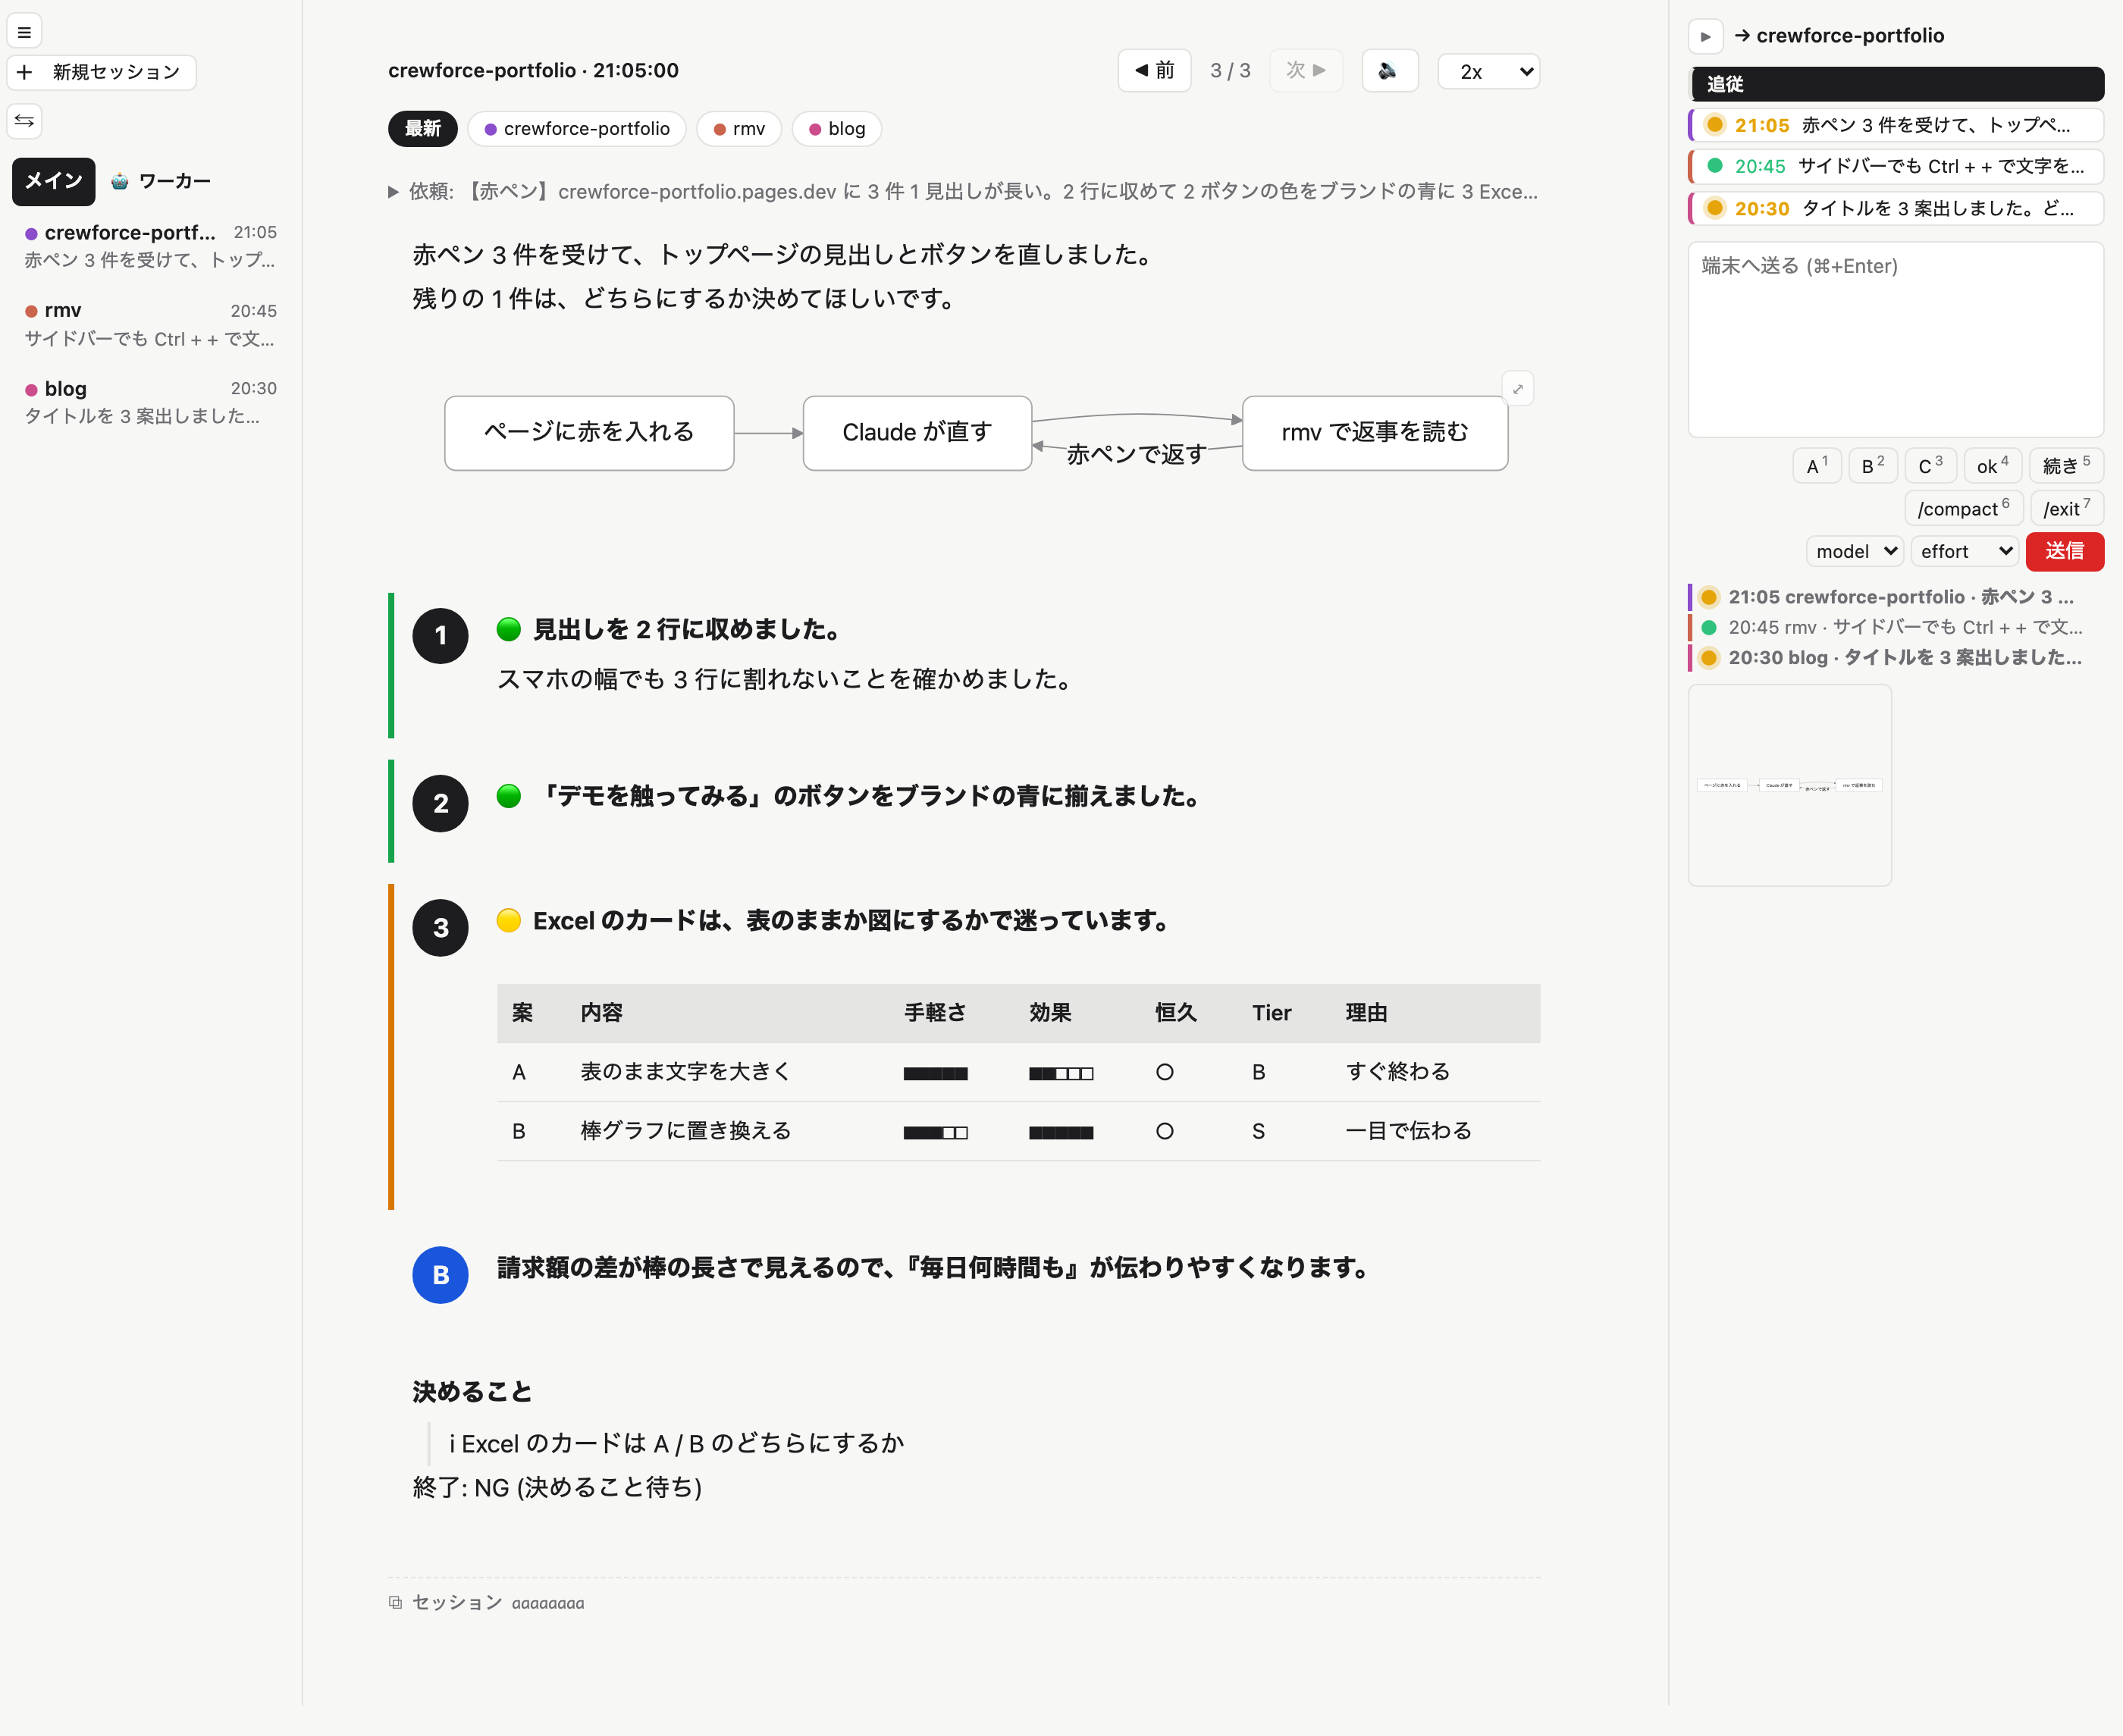 新規セッション
メイン
ワーカー
crewforce-portf... 21:05
赤ペン 3 件を受けて、トップ...
rmv 20:45
サイドバーでも Ctrl + + で文...
blog 20:30
タイトルを 3 案出しました...
crewforce-portfolio · 21:05:00
◀ 前
3 / 3
次 ▶
2x
最新
crewforce-portfolio
rmv
blog
▶ 依頼: 【赤ペン】crewforce-portfolio.pages.dev に 3 件 1 見出しが長い。2 行に収めて 2 ボタンの色をブランドの青に 3 Exce...
赤ペン 3 件を受けて、トップページの見出しとボタンを直しました。
残りの 1 件は、どちらにするか決めてほしいです。
ページに赤を入れる
Claude が直す
赤ペンで返す
rmv で返事を読む
1 見出しを 2 行に収めました。
スマホの幅でも 3 行に割れないことを確かめました。
2 「デモを触ってみる」のボタンをブランドの青に揃えました。
3 Excel のカードは、表のままか図にするかで迷っています。
案 内容 手軽さ 効果 恒久 Tier 理由
A 表のまま文字を大きく ■■■■■ ■■□□□ ○ B すぐ終わる
B 棒グラフに置き換える ■■■□□ ■■■■■ ○ S 一目で伝わる
B 請求額の差が棒の長さで見えるので、『毎日何時間も』が伝わりやすくなります。
決めること
i Excel のカードは A / B のどちらにするか
終了: NG (決めること待ち)
セッション aaaaaaaa
→ crewforce-portfolio
追従
21:05 赤ペン 3 件を受けて、トップペ...
20:45 サイドバーでも Ctrl + + で文字を...
20:30 タイトルを 3 案出しました。ど...
端末へ送る (⌘+Enter)
A 1
B 2
C 3
ok 4
続き 5
/compact 6
/exit 7
model
effort
送信
21:05 crewforce-portfolio · 赤ペン 3 ...
20:45 rmv · サイドバーでも Ctrl + + で文...
20:30 blog · タイトルを 3 案出しました...
ページに赤を入れる
Claude が直す
赤ペンで返す
rmv で返事を読む